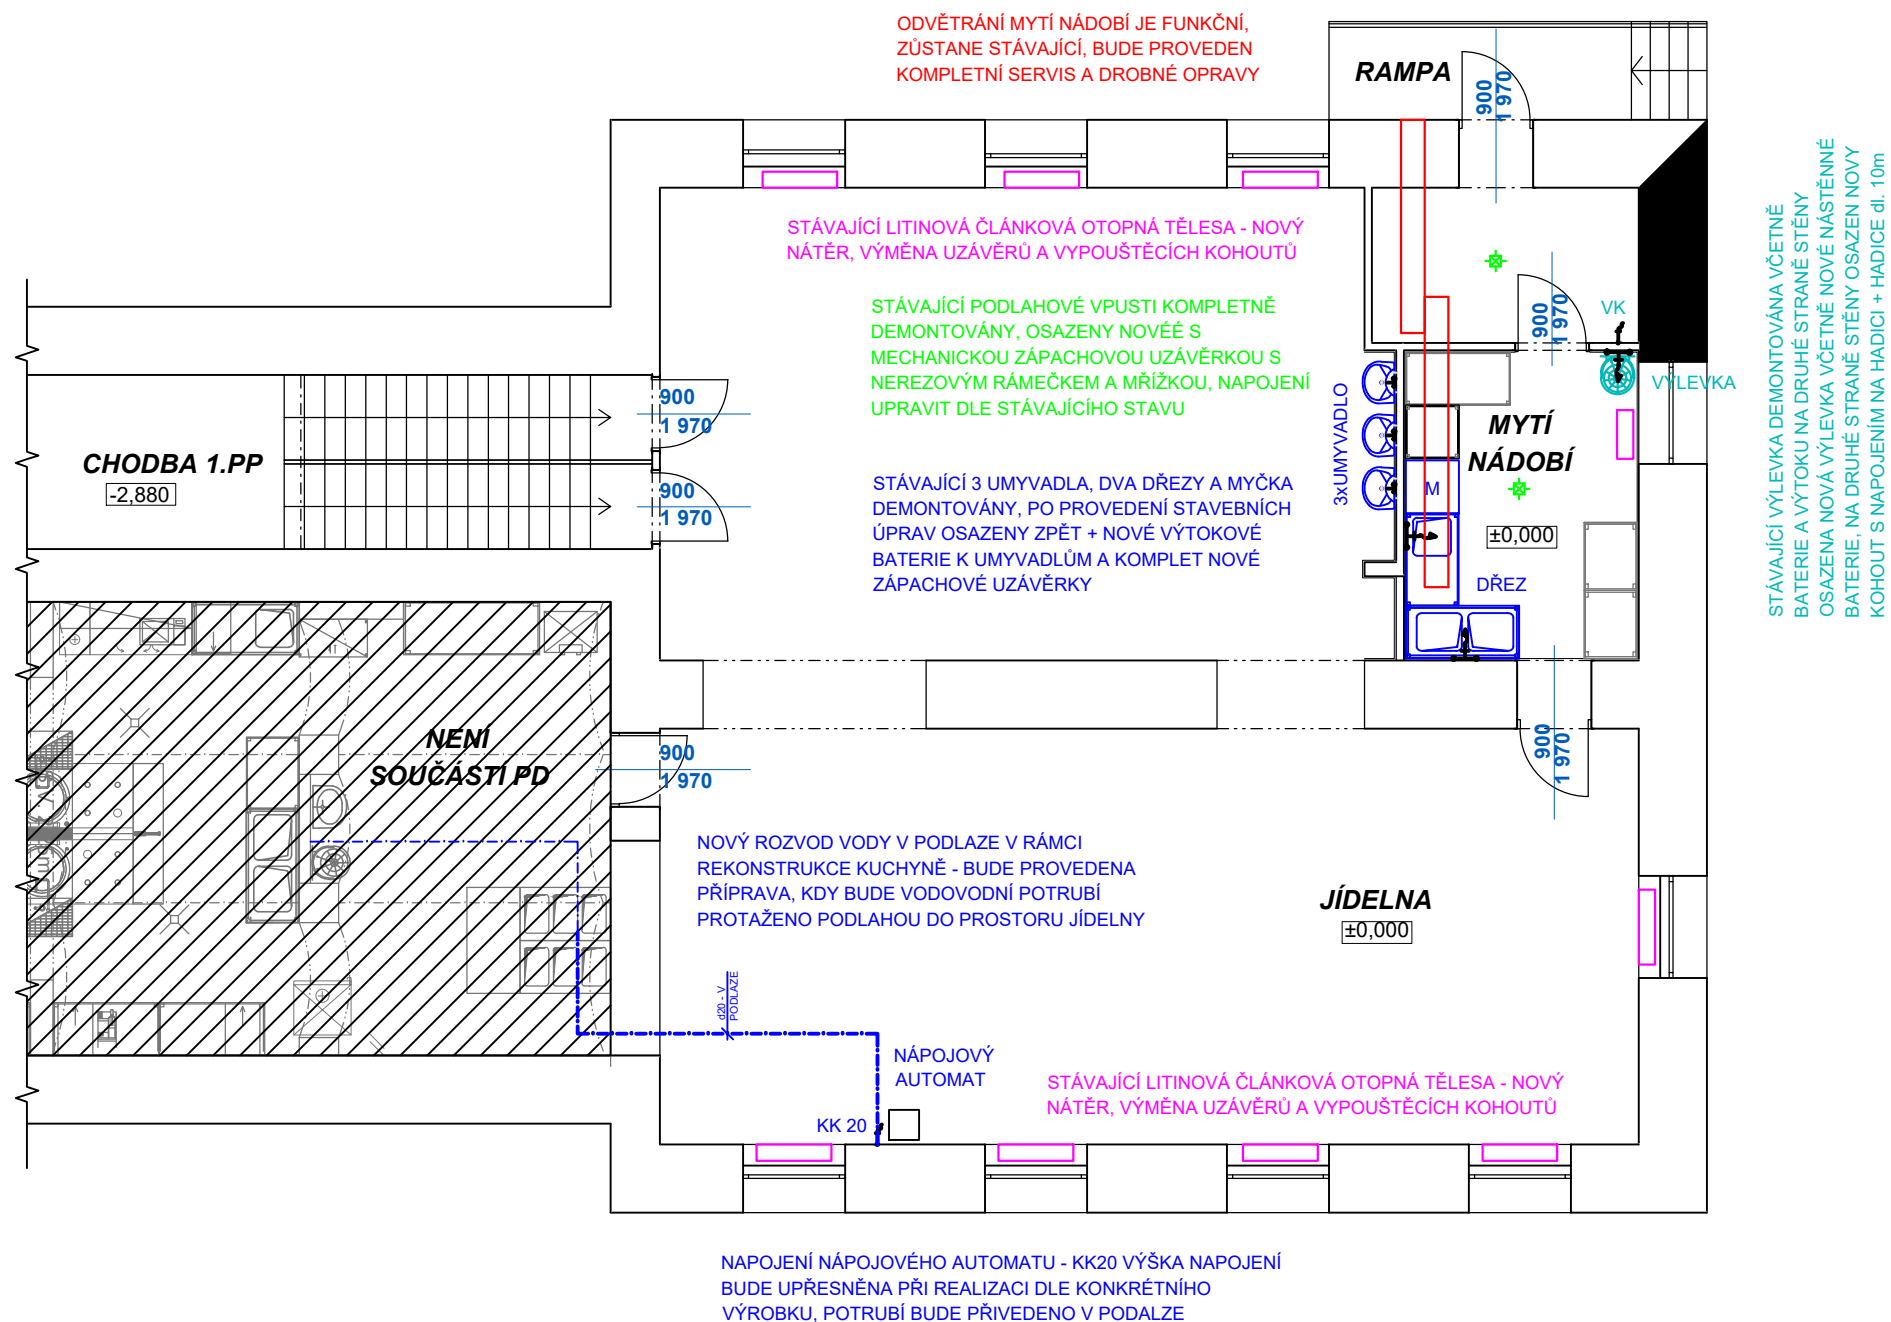 ODVĚTRÁNÍ MYTÍ NÁDOBÍ JE FUNKČNÍ,
ZŮSTANE STÁVAJÍCÍ, BUDE PROVEDEN
KOMPLETNÍ SERVIS A DROBNÉ OPRAVY
RAMPA
900
1 970
STÁVAJÍCÍ LITINOVÁ ČLÁNKOVÁ OTOPNÁ TĚLESA - NOVÝ
NÁTĚR, VÝMĚNA UZÁVĚRŮ A VYPOUŠTĚCÍCH KOHOUTŮ
STÁVAJÍCÍ PODLAHOVÉ VPUSTI KOMPLETNĚ
DEMONTOVÁNY, OSAZENY NOVÉÉ S
MECHANICKOU ZÁPACHOVOU UZÁVĚRKOU S
NEREZOVÝM RÁMEČKEM A MŘÍŽKOU, NAPOJENÍ
UPRAVIT DLE STÁVAJÍCÍHO STAVU
900
1 970
VK
VÝLEVKA
STÁVAJÍCÍ VÝLEVKA DEMONTOVÁNA VČETNĚ
BATERIE A VÝTOKU NA DRUHÉ STRANĚ STĚNY
OSAZENA NOVÁ VÝLEVKA VČETNĚ NOVÉ NÁSTĚNNÉ
BATERIE, NA DRUHÉ STRANĚ STĚNY OSAZEN NOVY
KOHOUT S NAPOJENÍM NA HADICI + HADICE dl. 10m
3xUMYVADLO
MYTÍ
NÁDOBÍ
M
±0,000
DŘEZ
900
1 970
CHODBA 1.PP
-2,880
900
1 970
STÁVAJÍCÍ 3 UMYVADLA, DVA DŘEZY A MYČKA
DEMONTOVÁNY, PO PROVEDENÍ STAVEBNÍCH
ÚPRAV OSAZENY ZPĚT + NOVÉ VÝTOKOVÉ
BATERIE K UMYVADLŮM A KOMPLET NOVÉ
ZÁPACHOVÉ UZÁVĚRKY
NENÍ
SOUČÁSTÍ PD
900
1 970
900
1 970
NOVÝ ROZVOD VODY V PODLAZE V RÁMCI
REKONSTRUKCE KUCHYNĚ - BUDE PROVEDENA
PŘÍPRAVA, KDY BUDE VODOVODNÍ POTRUBÍ
PROTAŽENO PODLAHOU DO PROSTORU JÍDELNY
JÍDELNA
±0,000
d20 - V
PODLAZE
NÁPOJOVÝ
AUTOMAT
KK 20
STÁVAJÍCÍ LITINOVÁ ČLÁNKOVÁ OTOPNÁ TĚLESA - NOVÝ
NÁTĚR, VÝMĚNA UZÁVĚRŮ A VYPOUŠTĚCÍCH KOHOUTŮ
NAPOJENÍ NÁPOJOVÉHO AUTOMATU - KK20 VÝŠKA NAPOJENÍ
BUDE UPŘESNĚNA PŘI REALIZACI DLE KONKRÉTNÍHO
VÝROBKU, POTRUBÍ BUDE PŘIVEDENO V PODALZE